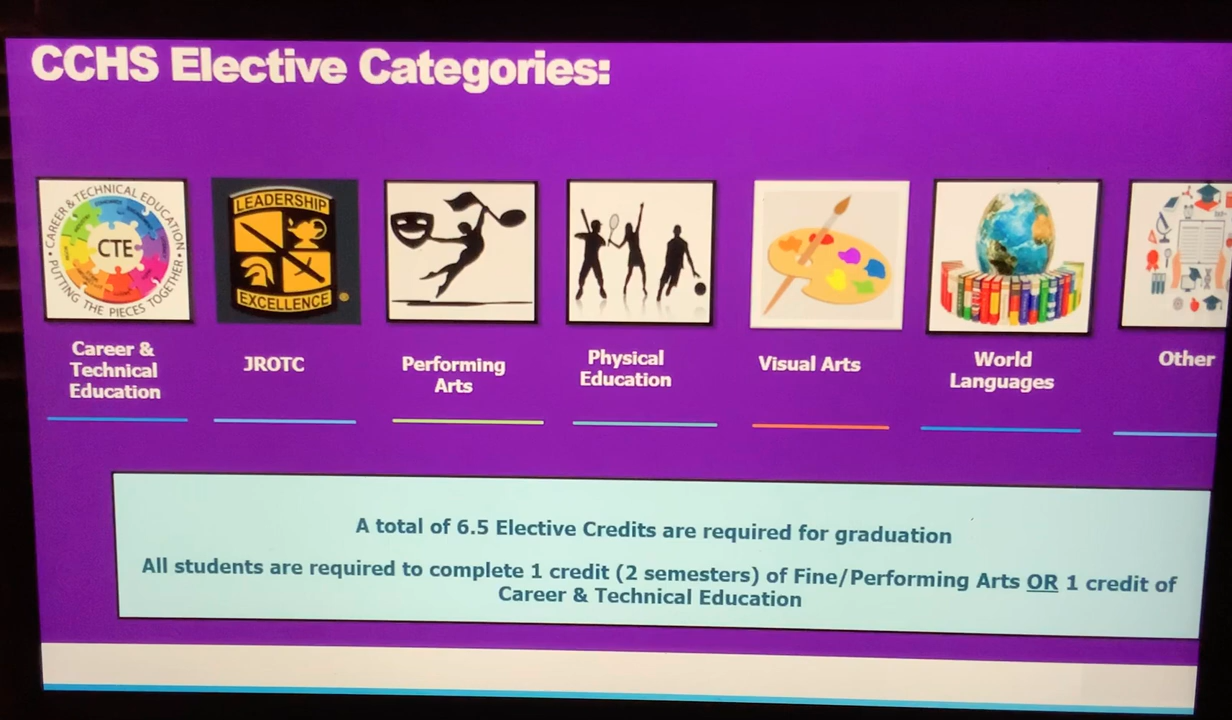 CCHS Elective Categories:
CAREER & TECHNICAL EDUCATION
CTE
PUTTING THE PIECES TOGETHER
LEADERSHIP
EXCELLENCE
®
Career &
Technical
Education
JROTC
Performing
Arts
Physical
Education
Visual Arts
World
Languages
Other
A total of 6.5 Elective Credits are required for graduation
All students are required to complete 1 credit (2 semesters) of Fine/Performing Arts OR 1 credit of
Career & Technical Education